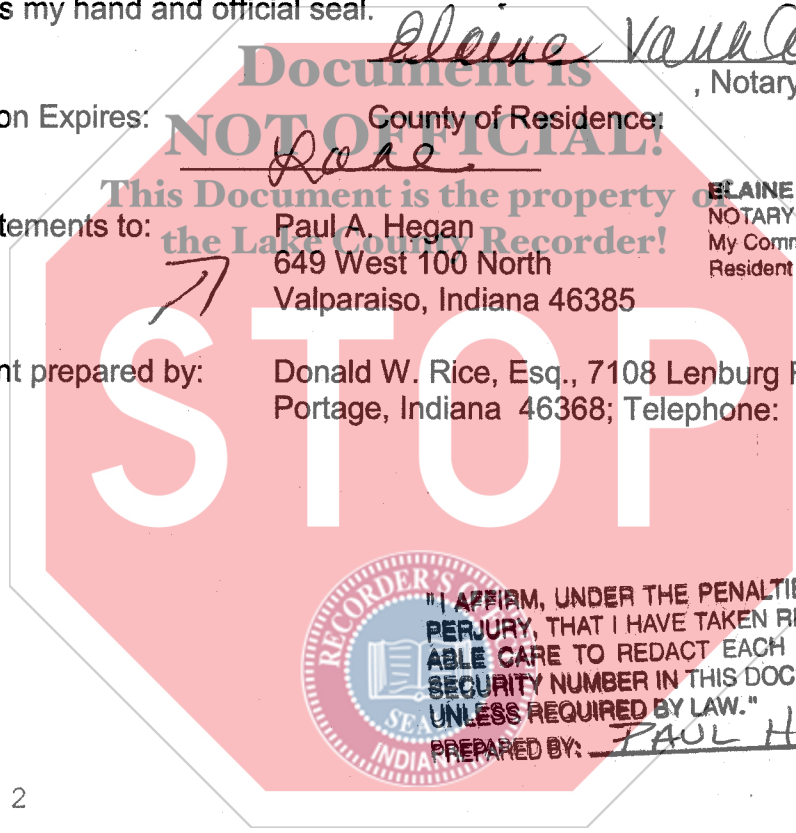 s my hand and official seal.
Elaine
, Notary
Document is
NOT OFFICIAL!
This Document is the property of
the Lake County Recorder!
on Expires:
County of Residence:
Lake
tements to:
Paul A. Hegan
649 West 100 North
Valparaiso, Indiana 46385
ELAINE
NOTARY
My Comm
Resident
nt prepared by:
Donald W. Rice, Esq., 7108 Lenburg R
Portage, Indiana 46368; Telephone:
STOP
RECORDER'S
SEAL
INDIANA
"I AFFIRM, UNDER THE PENALTIE
PERJURY, THAT I HAVE TAKEN RE
ABLE CARE TO REDACT EACH
SECURITY NUMBER IN THIS DOC
UNLESS REQUIRED BY LAW."
PREPARED BY: PAUL H
2